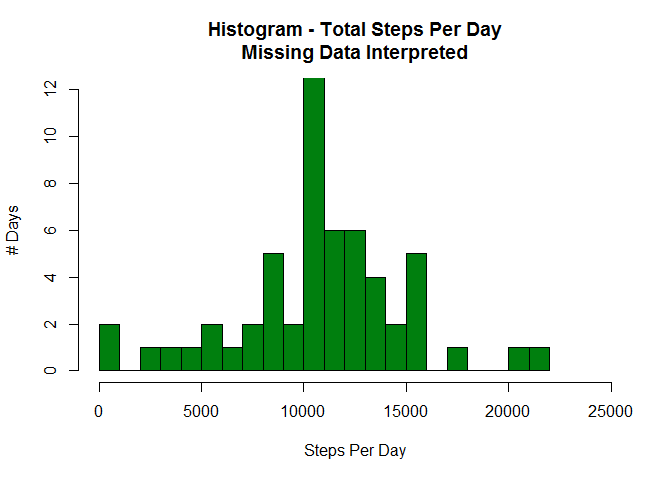 Histogram - Total Steps Per Day
Missing Data Interpreted
# Days
12
10
8
6
4
2
0
0 5000 10000 15000 20000 25000
Steps Per Day